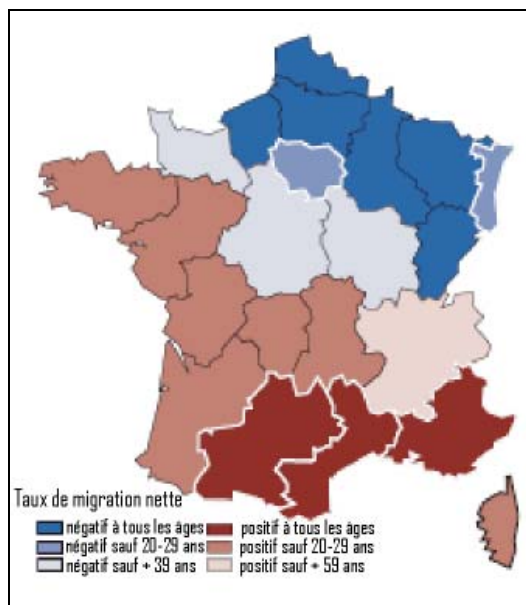 Taux de migration nette
négatif à tous les âges
positif à tous les âges
négatif sauf 20-29 ans
positif sauf 20-29 ans
négatif sauf + 39 ans
positif sauf + 59 ans